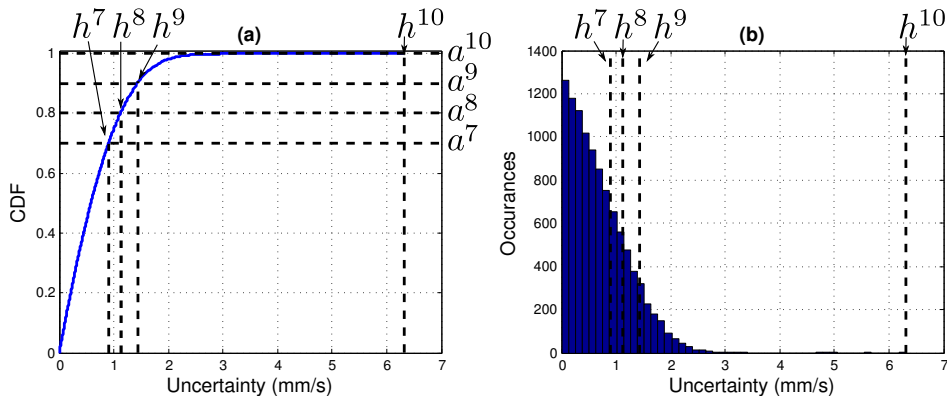 h^7 h^8 h^9 (a) h^10
1
0.8
0.6
0.4
0.2
0
CDF
a^10
a^9
a^8
a^7
0 1 2 3 4 5 6 7
Uncertainty (mm/s)
h^7 h^8 h^9 (b) h^10
1400
1200
1000
800
600
400
200
0
Occurances
0 1 2 3 4 5 6 7
Uncertainty (mm/s)